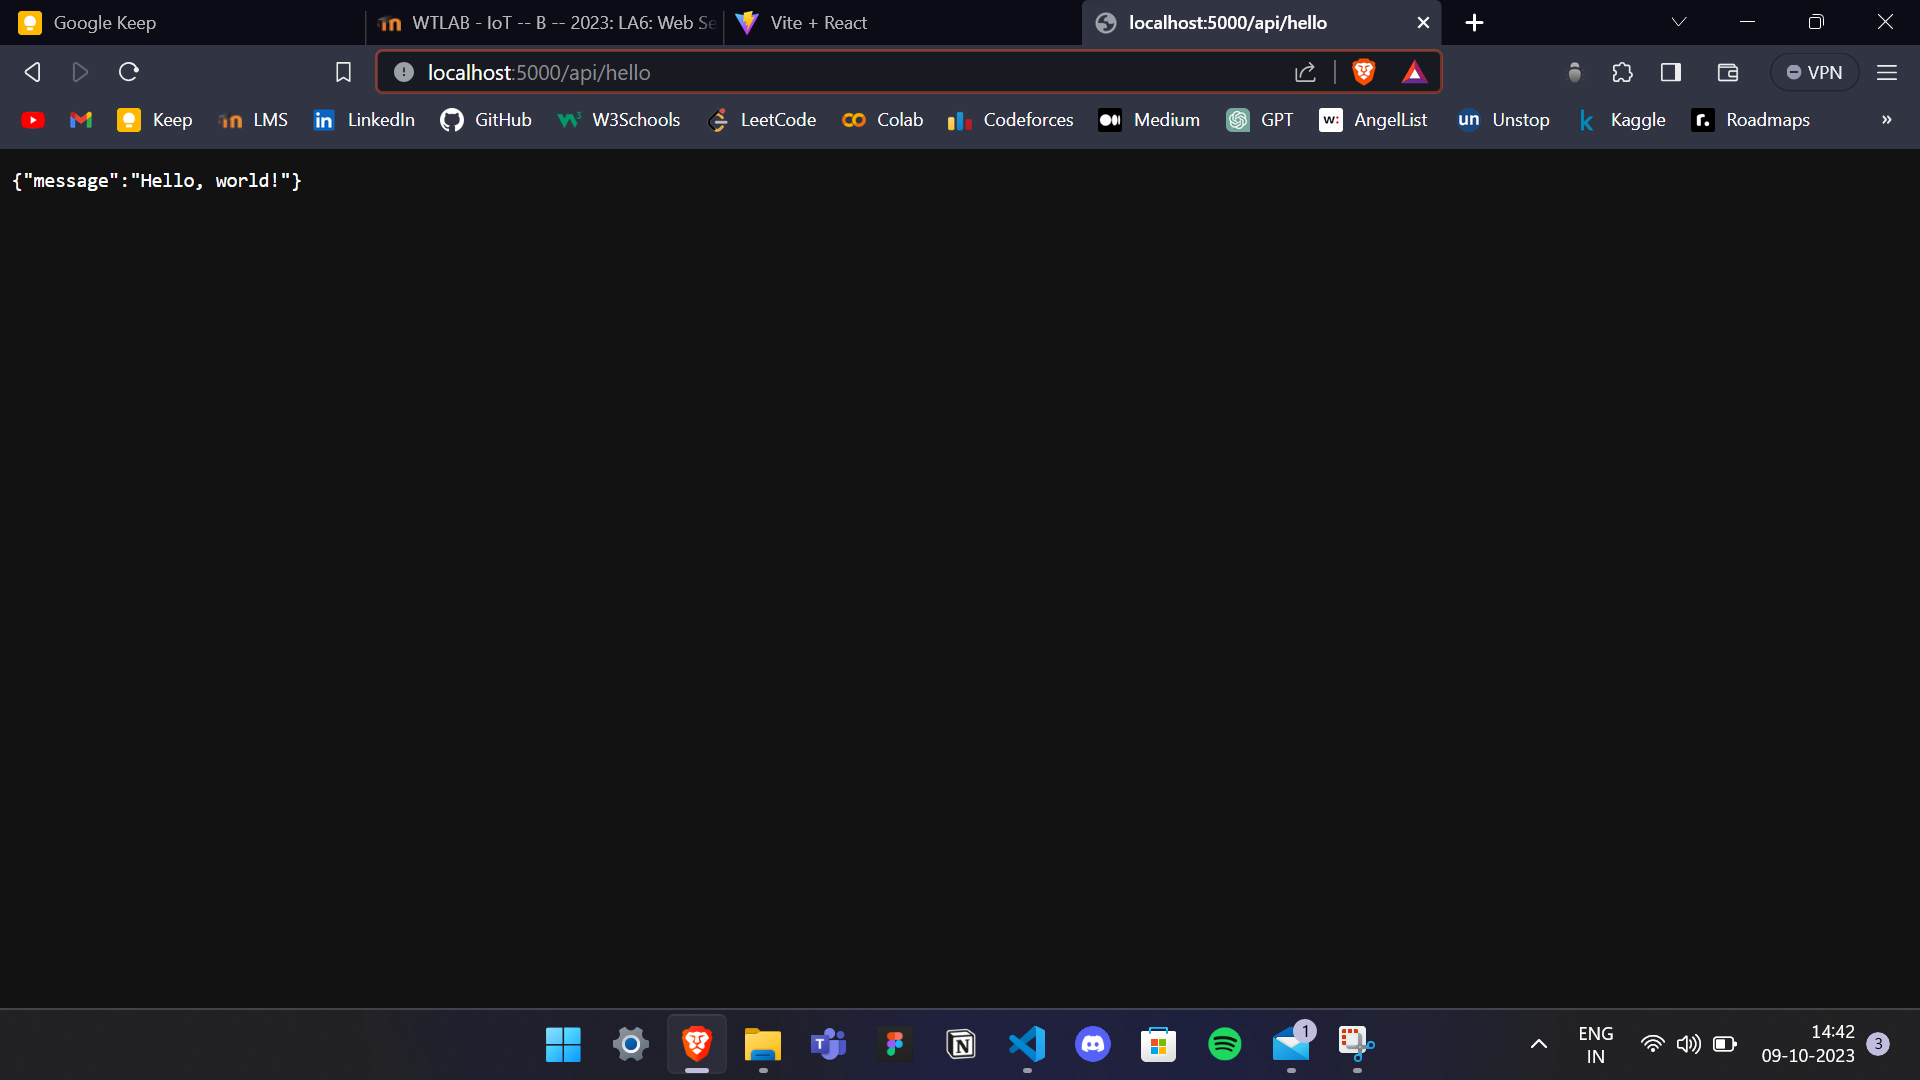 Google Keep
WTLAB - IoT -- B -- 2023: LA6: Web Se
Vite + React
localhost:5000/api/hello
localhost:5000/api/hello
VPN
Keep
LMS
LinkedIn
GitHub
W3Schools
LeetCode
Colab
Codeforces
Medium
GPT
AngelList
Unstop
Kaggle
Roadmaps
»
{"message":"Hello, world!"}
1
ENG
IN
14:42
09-10-2023
3